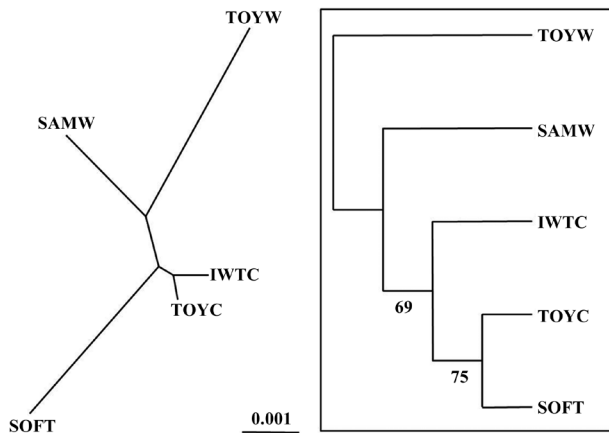 TOYW
SAMW
IWTC
TOYC
SOFT
0.001
TOYW
SAMW
IWTC
69
TOYC
75
SOFT